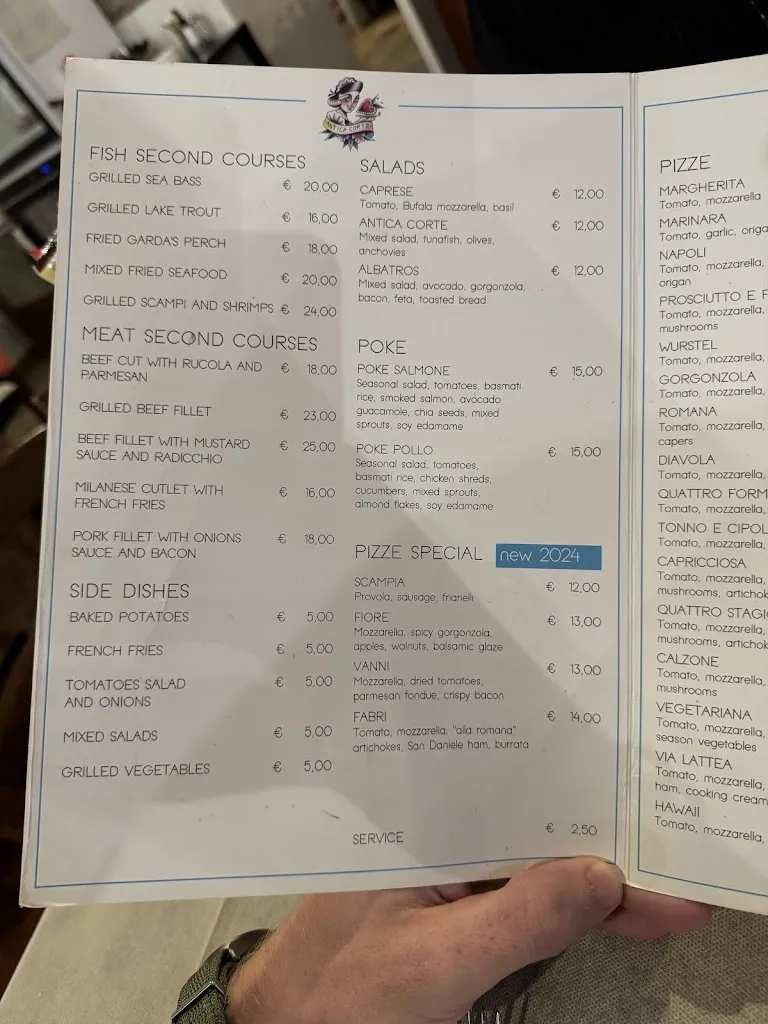 ANTICA CORTE
FISH SECOND COURSES
GRILLED SEA BASS € 20,00
GRILLED LAKE TROUT € 16,00
FRIED GARDA'S PERCH € 18,00
MIXED FRIED SEAFOOD € 20,00
GRILLED SCAMPI AND SHRIMPS € 24,00
MEAT SECOND COURSES
BEEF CUT WITH RUCOLA AND € 18,00
PARMESAN
GRILLED BEEF FILLET € 23,00
BEEF FILLET WITH MUSTARD € 25,00
SAUCE AND RADICCHIO
MILANESE CUTLET WITH € 16,00
FRENCH FRIES
PORK FILLET WITH ONIONS € 18,00
SAUCE AND BACON
SIDE DISHES
BAKED POTATOES € 5,00
FRENCH FRIES € 5,00
TOMATOES SALAD € 5,00
AND ONIONS
MIXED SALADS € 5,00
GRILLED VEGETABLES € 5,00
SALADS
CAPRESE € 12,00
Tomato, Bufala mozzarella, basil
ANTICA CORTE € 12,00
Mixed salad, tunafish, olives,
anchovies
ALBATROS € 12,00
Mixed salad, avocado, gorgonzola,
bacon, feta, toasted bread
POKE
POKE SALMONE € 15,00
Seasonal salad, tomatoes, basmati
rice, smoked salmon, avocado
guacamole, chia seeds, mixed
sprouts, soy edamame
POKE POLLO € 15,00
Seasonal salad, tomatoes,
basmati rice, chicken shreds,
cucumbers, mixed sprouts,
almond flakes, soy edamame
PIZZE SPECIAL new 2024
SCAMPIA € 12,00
Provola, sausage, friarielli
FIORE € 13,00
Mozzarella, spicy gorgonzola,
apples, walnuts, balsamic glaze
VANNI € 13,00
Mozzarella, dried tomatoes,
parmesan fondue, crispy bacon
FABRI € 14,00
Tomato, mozzarella, "alla romana"
artichokes, San Daniele ham, burrata
SERVICE € 2,50
PIZZE
MARGHERITA
Tomato, mozzarella
MARINARA
Tomato, garlic, origa
NAPOLI
Tomato, mozzarella,
origan
PROSCIUTTO E F
Tomato, mozzarella,
mushrooms
WURSTEL
Tomato, mozzarella,
GORGONZOLA
Tomato, mozzarella,
ROMANA
Tomato, mozzarella,
capers
DIAVOLA
Tomato, mozzarella,
QUATTRO FORM
Tomato, mozzarella,
TONNO E CIPOL
Tomato, mozzarella,
CAPRICCIOSA
Tomato, mozzarella,
mushrooms, artichok
QUATTRO STAGI
Tomato, mozzarella,
mushrooms, artichok
CALZONE
Tomato, mozzarella,
mushrooms
VEGETARIANA
Tomato, mozzarella,
season vegetables
VIA LATTEA
Tomato, mozzarella,
ham, cooking cream
HAWAII
Tomato, mozzarella,